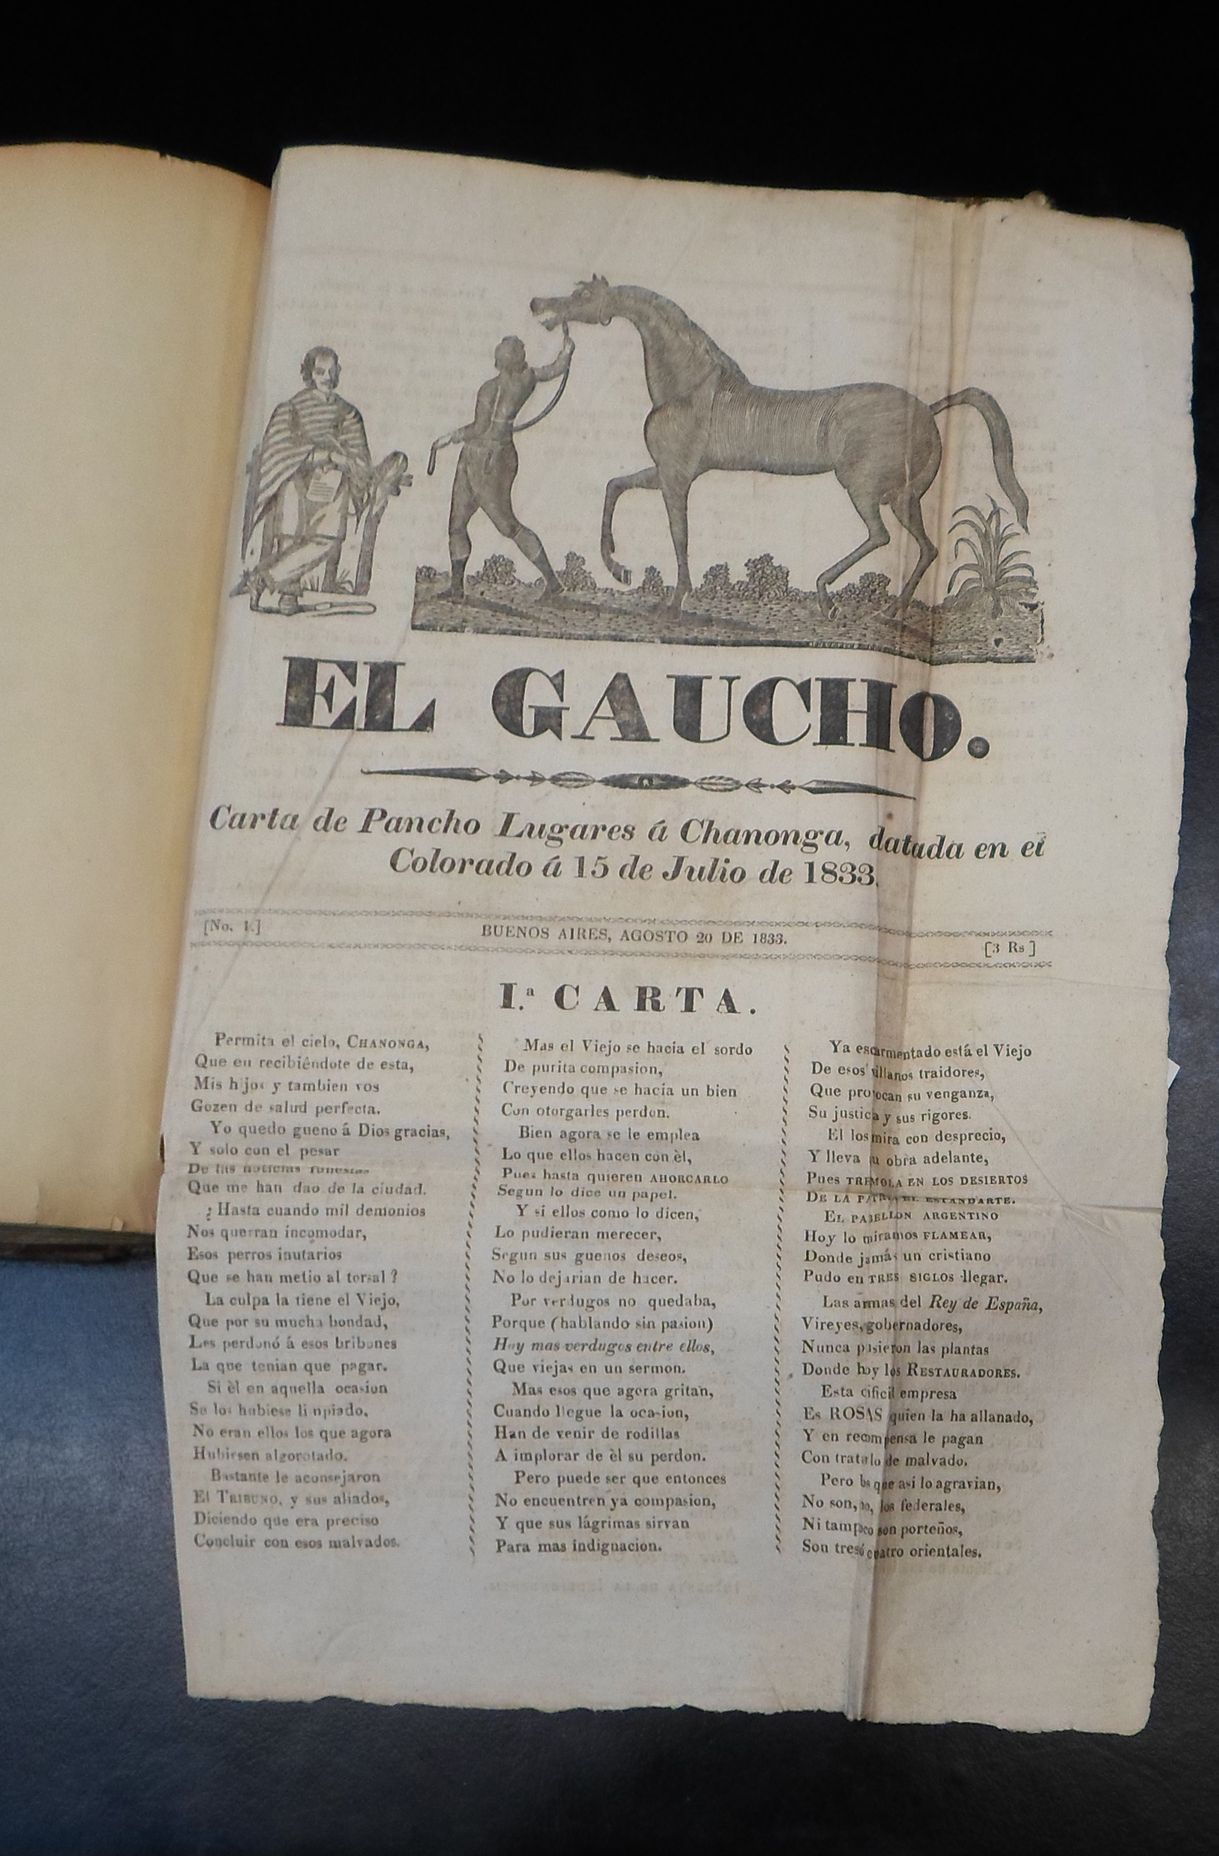 EL GAUCHO.
Carta de Pancho Lugares á Chanonga, datada en el
Colorado á 15 de Julio de 1833.
[No. 1.]
BUENOS AIRES, AGOSTO 20 DE 1833.
[3 Rs]
I.ª CARTA.
Permita el cielo, CHANONGA,
Que en recibiéndote de esta,
Mis hijos y tambien vos
Gozen de salud perfecta.
Yo quedo gueno á Dios gracias,
Y solo con el pesar
De las noticias funestas
Que me han dao de la ciudad.
¿Hasta cuando mil demonios
Nos querran incomodar,
Esos perros inutarios
Que se han metio al torsal?
La culpa la tiene el Viejo,
Que por su mucha bondad,
Les perdonó á esos bribones
La que tenian que pagar.
Si èl en aquella ocasion
Se los hubiese limpiado,
No eran ellos los que agora
Hubiesen algorotado.
Bastante le aconsejaron
El TRIBUNO, y sus aliados,
Diciendo que era preciso
Concluir con esos malvados.
Mas el Viejo se hacia el sordo
De purita compasion,
Creyendo que se hacía un bien
Con otorgarles perdon.
Bien agora se le emplea
Lo que ellos hacen con èl,
Pues hasta quieren AHORCARLO
Segun lo dice un papel.
Y si ellos como lo dicen,
Lo pudieran merecer,
Segun sus guenos deseos,
No lo dejarian de hacer.
Por verdugos no quedaba,
Porque (hablando sin pasion)
Hay mas verdugos entre ellos,
Que viejas en un sermon.
Mas esos que agora gritan,
Cuando llegue la ocasion,
Han de venir de rodillas
A implorar de èl su perdon.
Pero puede ser que entonces
No encuentren ya compasion,
Y que sus lágrimas sirvan
Para mas indignacion.
Ya escarmentado está el Viejo
De esos villanos traidores,
Que provocan su venganza,
Su justicia y sus rigores.
El los mira con desprecio,
Y lleva su obra adelante,
Pues TREMOLA EN LOS DESIERTOS
DE LA PATRIA EL ESTANDARTE.
EL PABELLON ARGENTINO
Hoy lo miramos FLAMEAR,
Donde jamás un cristiano
Pudo en TRES SIGLOS llegar.
Las armas del Rey de España,
Vireyes, gobernadores,
Nunca pusieron las plantas
Donde hoy los RESTAURADORES.
Esta dificil empresa
Es ROSAS quien la ha allanado,
Y en recompensa le pagan
Con tratarlo de malvado.
Pero los que asi lo agravian,
No son, no, los federales,
Ni tampoco son porteños,
Son tres ó cuatro orientales.